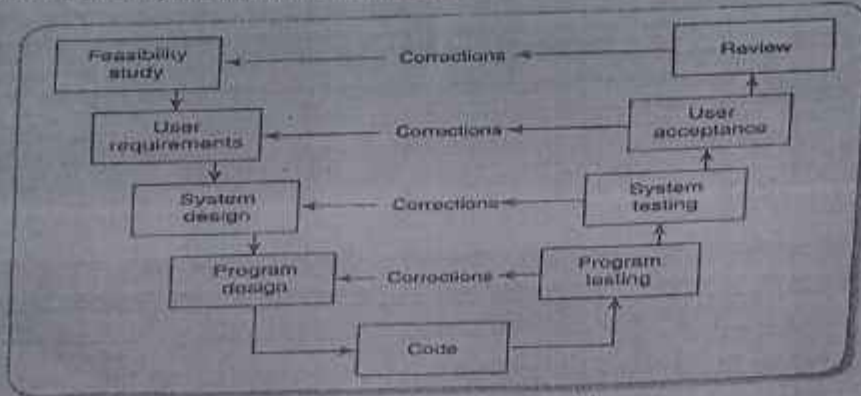 Feasibility
study
Corrections
Review
User
requirements
Corrections
User
acceptance
System
design
Corrections
System
testing
Program
design
Corrections
Program
testing
Code